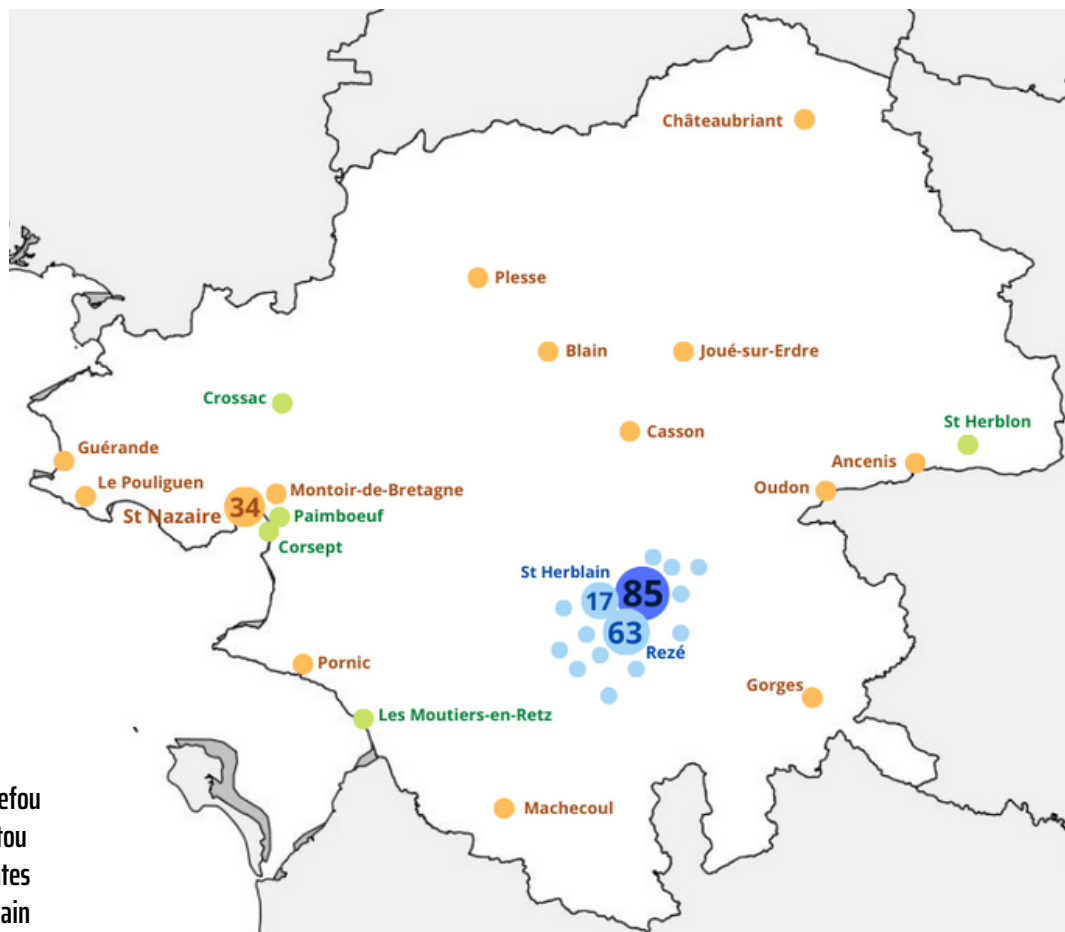 Châteaubriant
Plesse
Blain
Joué-sur-Erdre
Crossac
St Herblon
Casson
Guérande
Ancenis
Le Pouliguen
Montoir-de-Bretagne
Oudon
34
St Nazaire
Paimboeuf
Corsept
St Herblain
85
17
63
Rezé
Pornic
Gorges
Les Moutiers-en-Retz
Machecoul